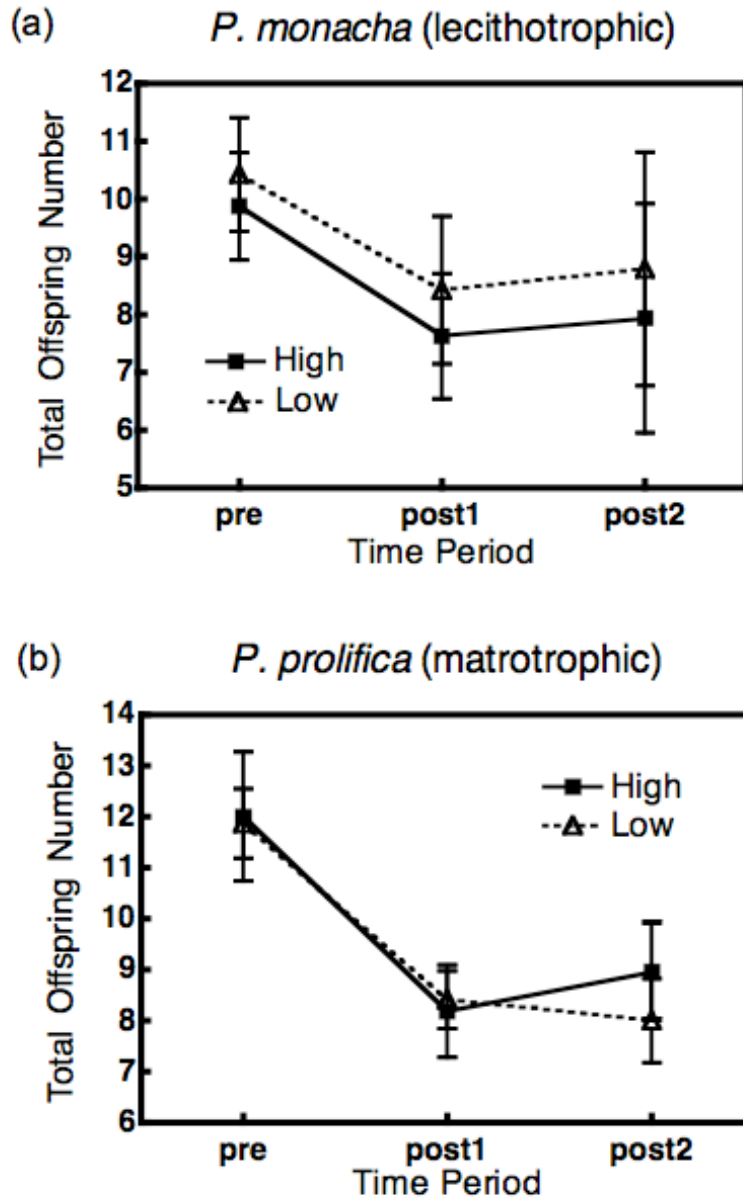 (a) P. monacha (lecithotrophic)
12
11
10
9
8
7
6
5
Total Offspring Number
High
Low
pre post1 post2
Time Period
(b) P. prolifica (matrotrophic)
14
13
12
11
10
9
8
7
6
Total Offspring Number
High
Low
pre post1 post2
Time Period